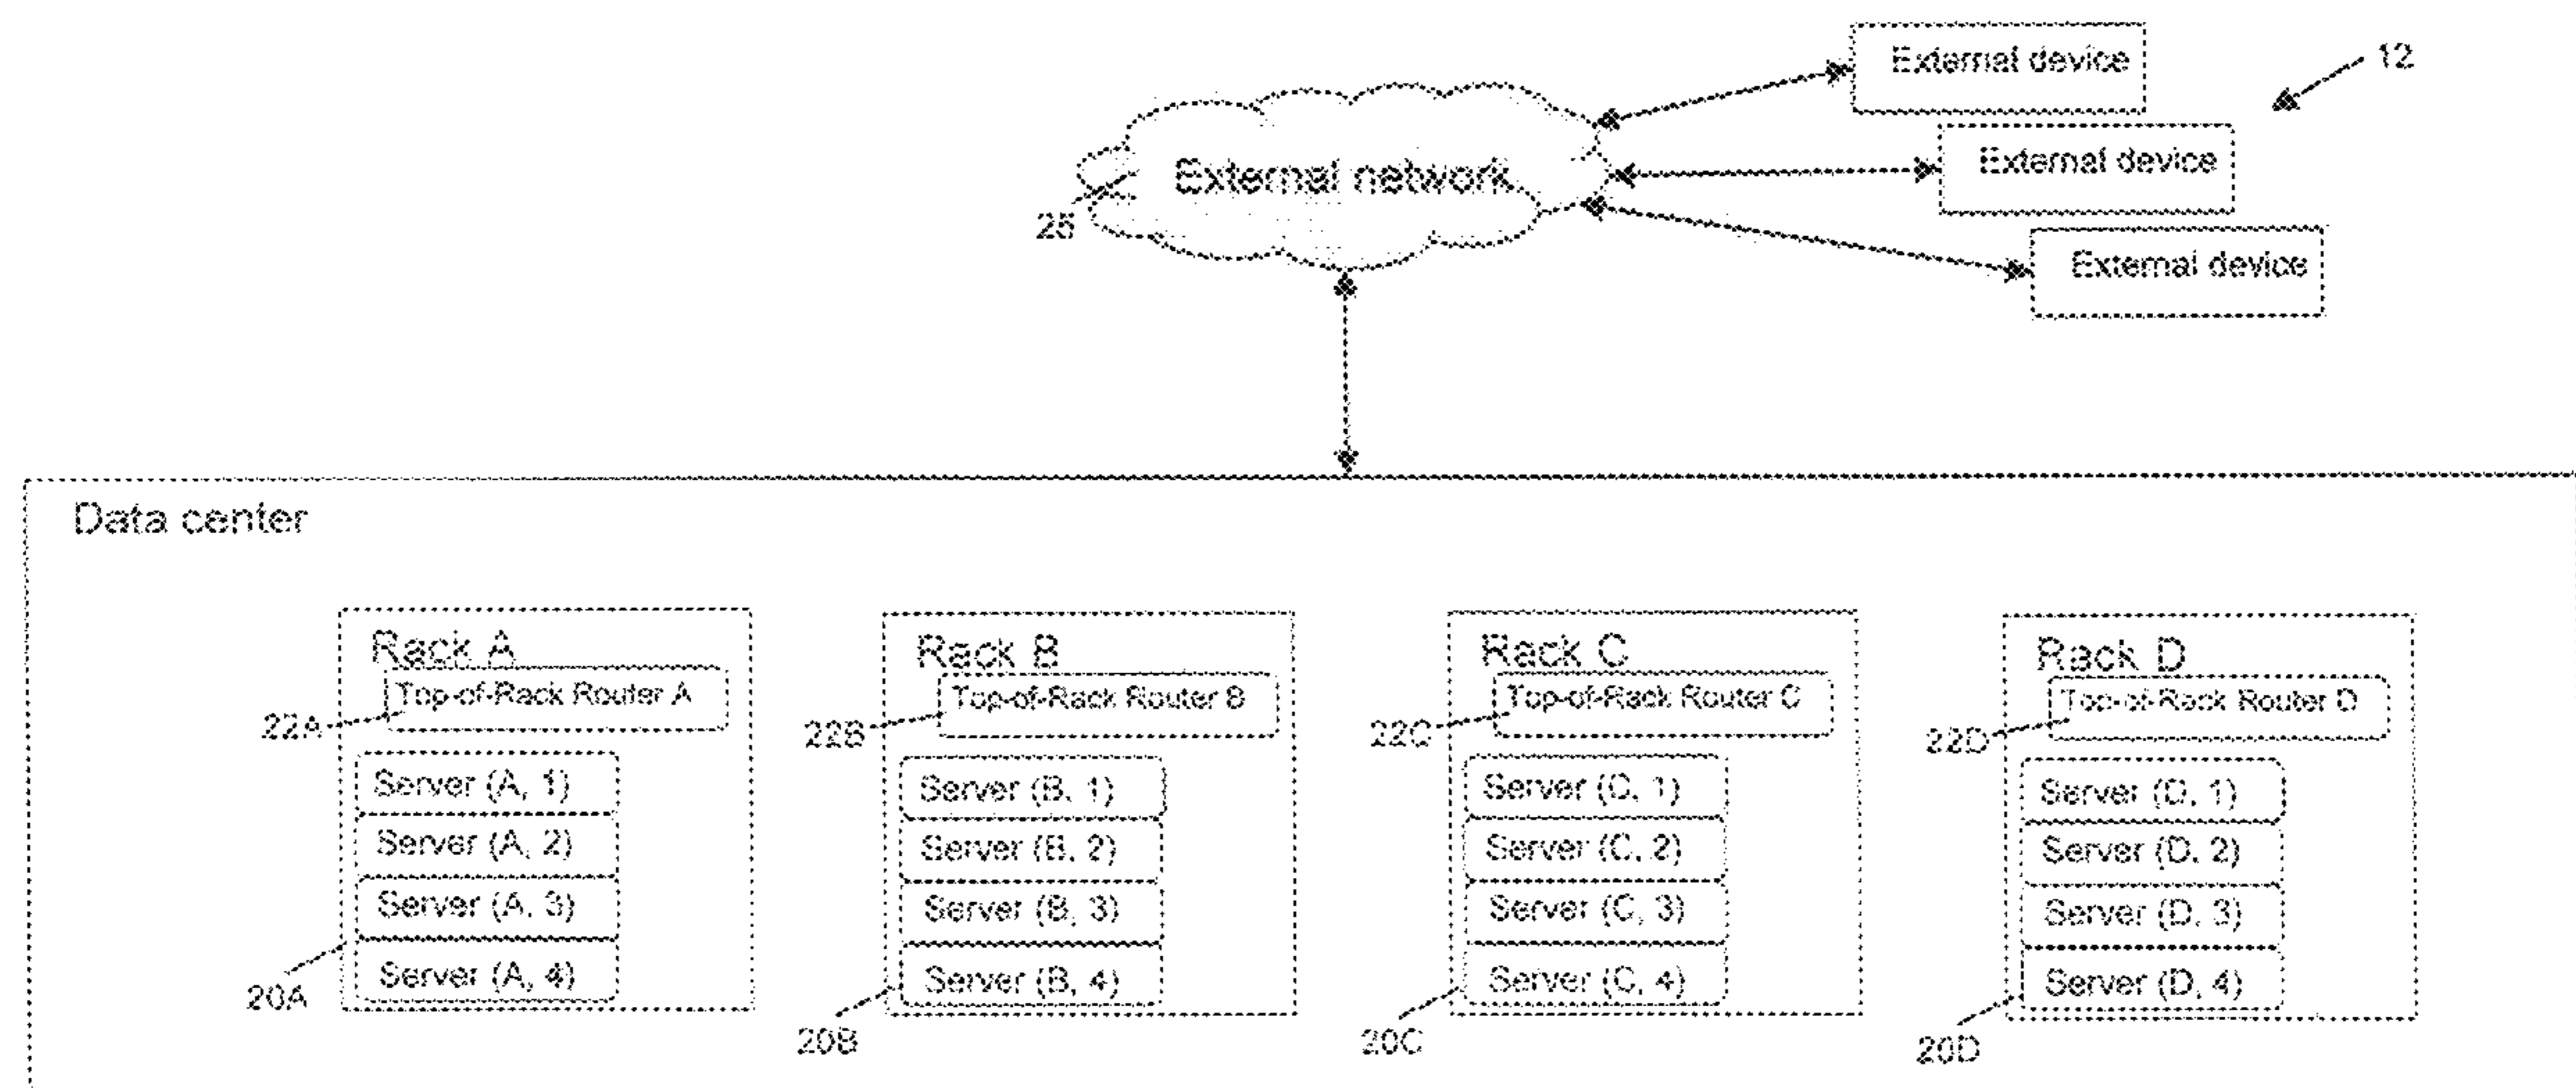 External device
12
External device
External network
25
External device
Data center
Rack A
Top-of-Rack Router A
22A
Server (A, 1)
Server (A, 2)
Server (A, 3)
Server (A, 4)
20A
Rack B
Top-of-Rack Router B
22B
Server (B, 1)
Server (B, 2)
Server (B, 3)
Server (B, 4)
20B
Rack C
Top-of-Rack Router C
22C
Server (C, 1)
Server (C, 2)
Server (C, 3)
Server (C, 4)
20C
Rack D
Top-of-Rack Router D
22D
Server (D, 1)
Server (D, 2)
Server (D, 3)
Server (D, 4)
20D